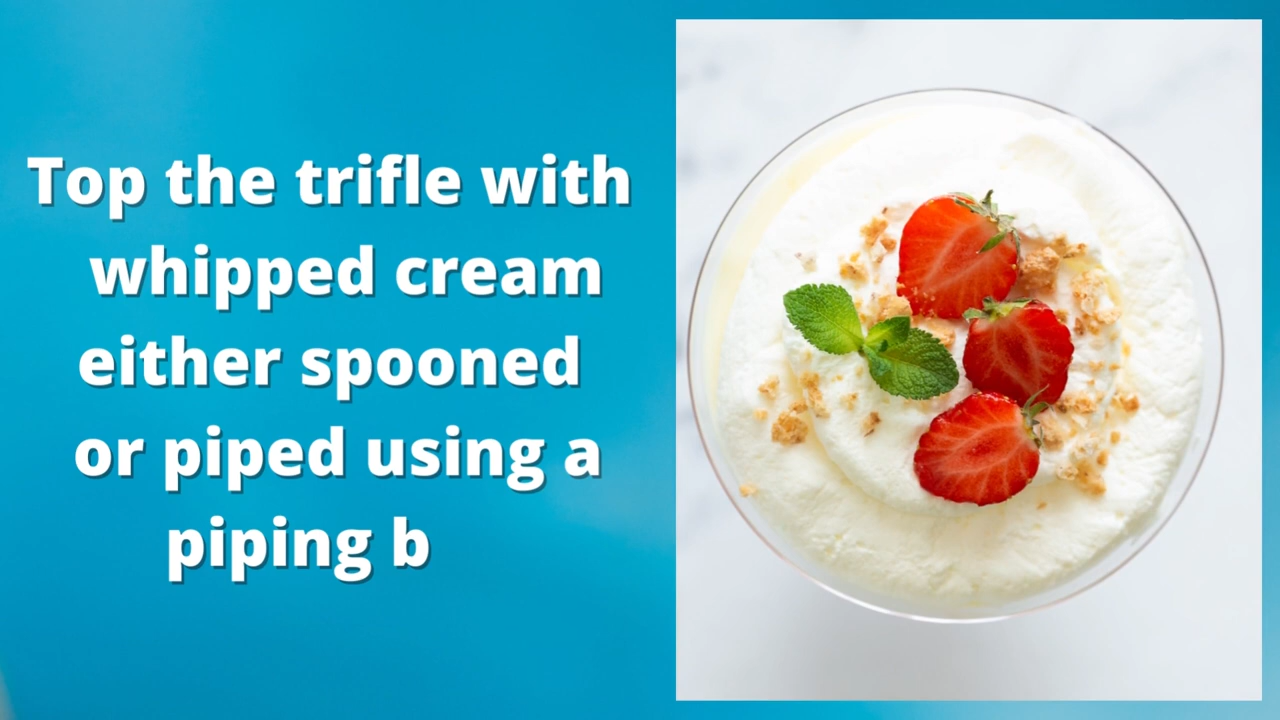 Top the trifle with
whipped cream
either spooned
or piped using a
piping b